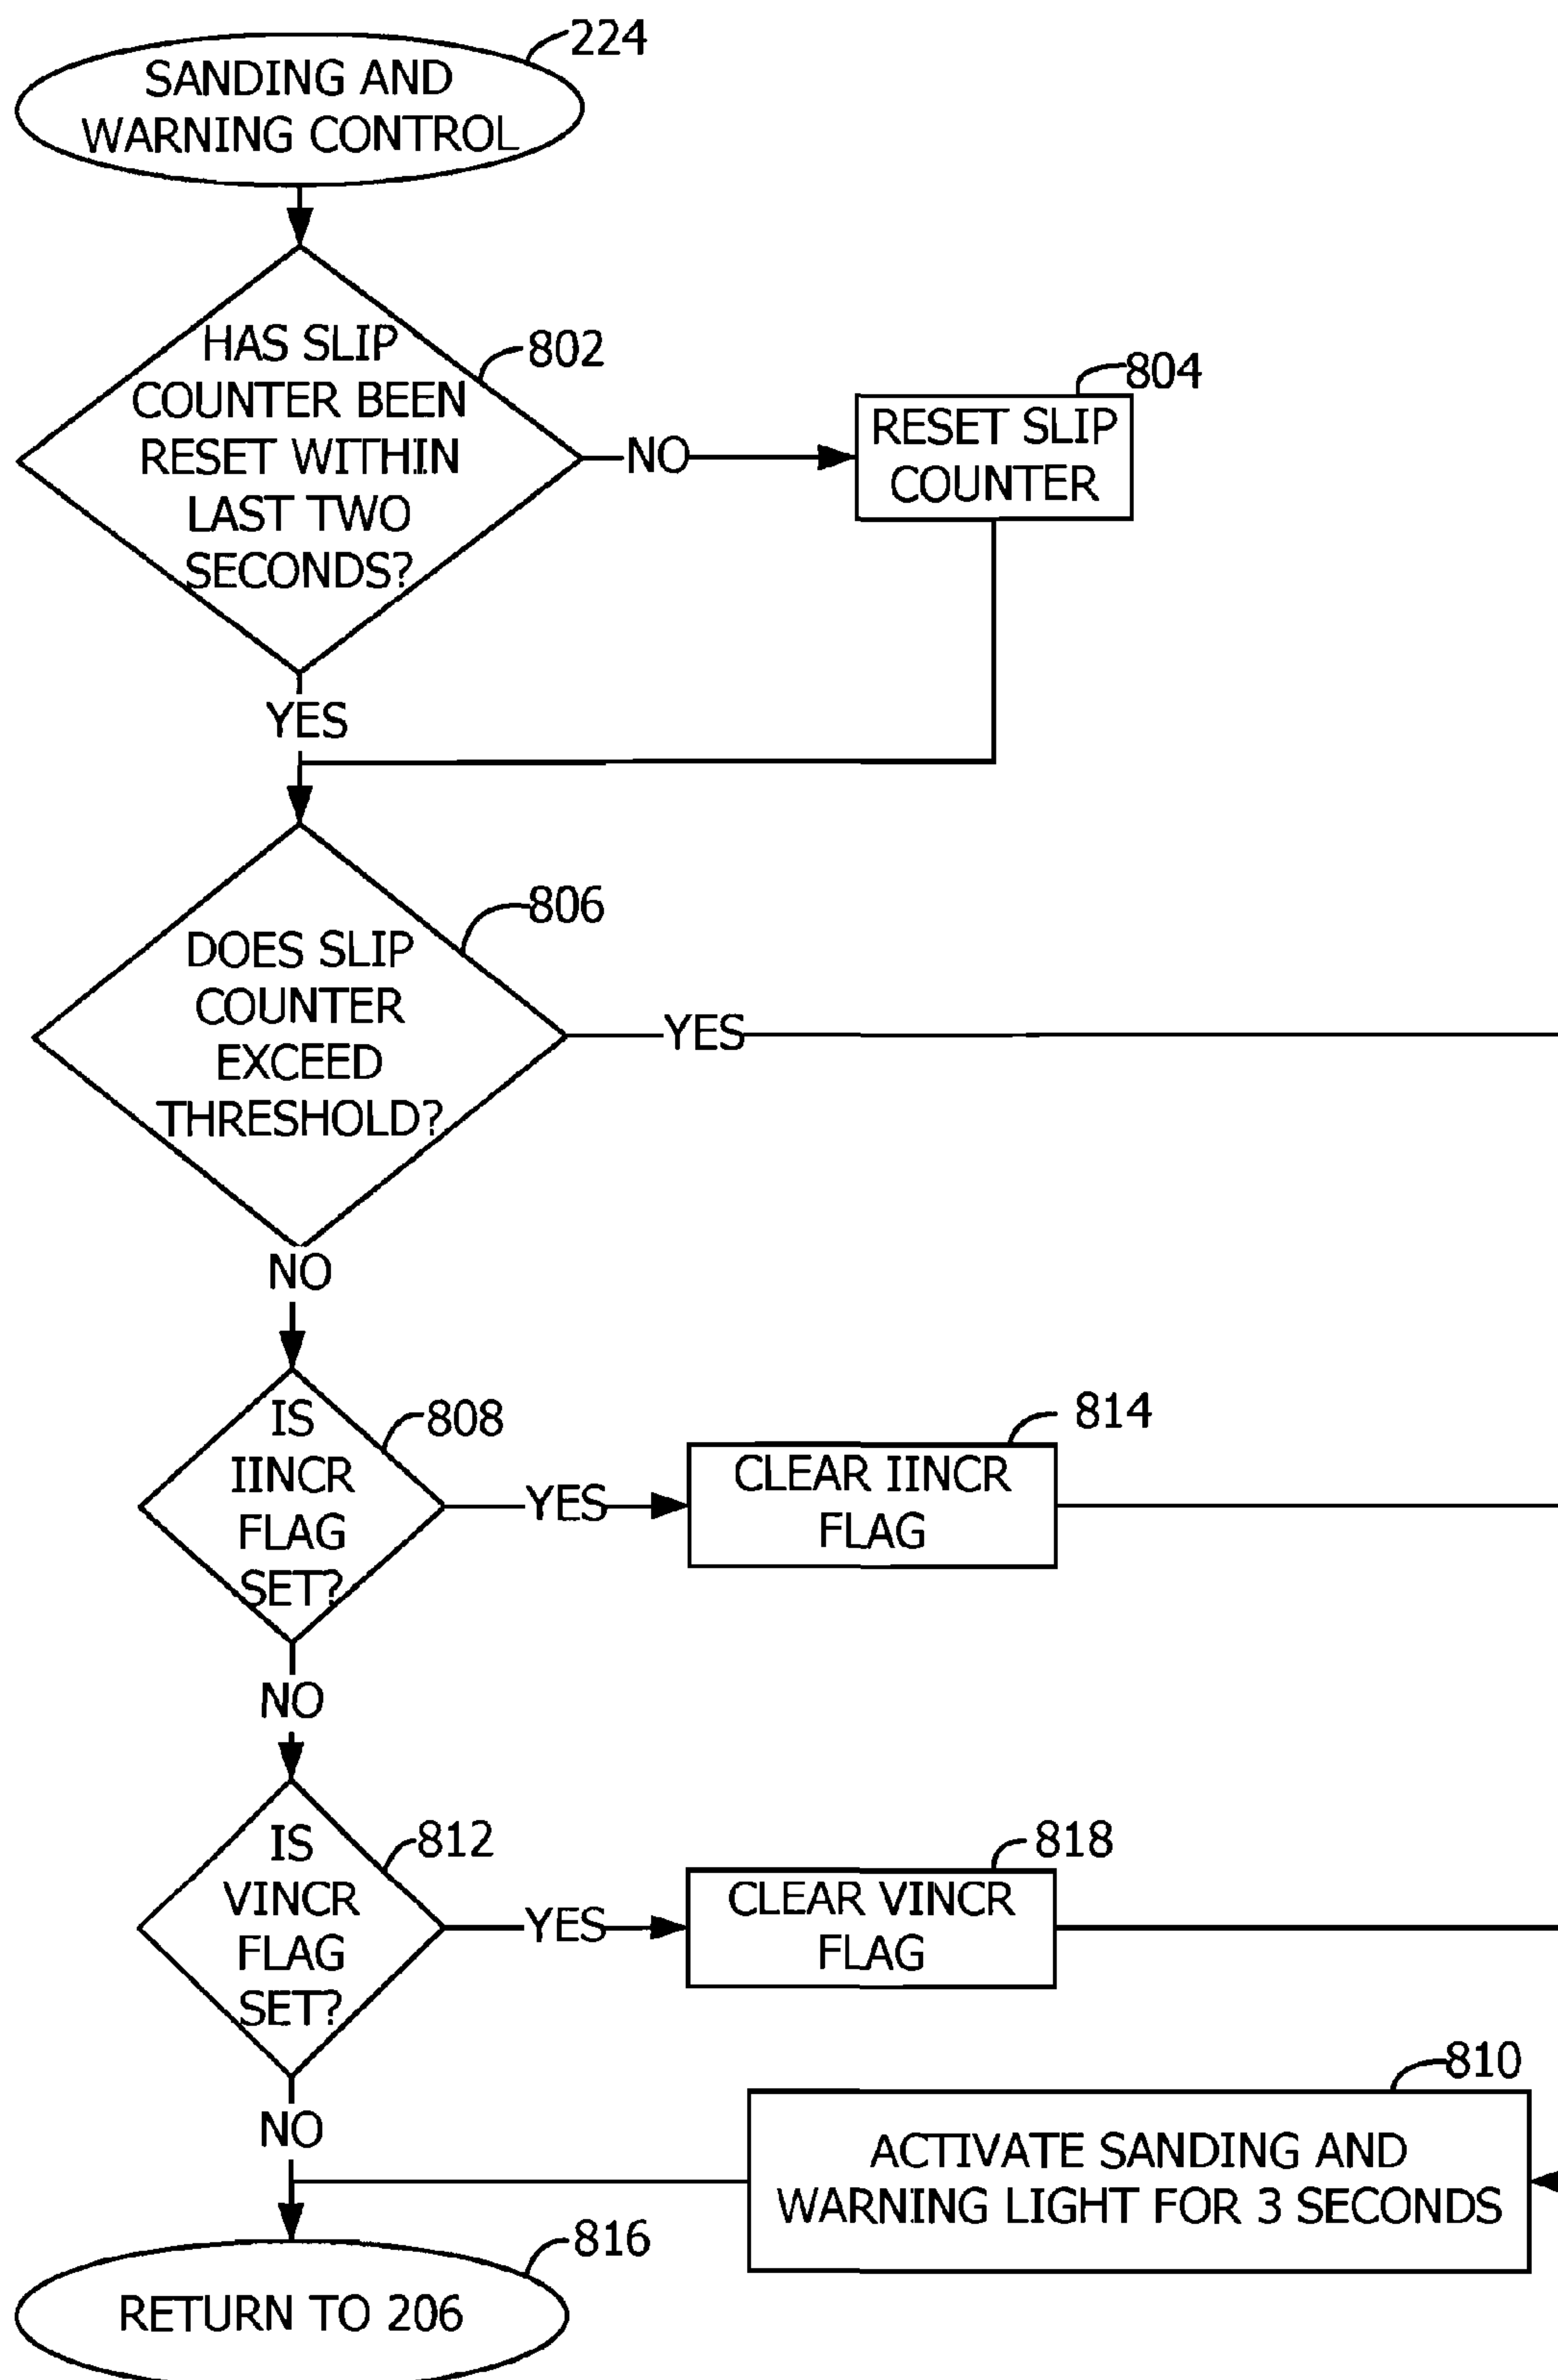 224
SANDING AND
WARNING CONTROL
HAS SLIP
COUNTER BEEN
RESET WITHIN
LAST TWO
SECONDS?
802
NO
804
RESET SLIP
COUNTER
YES
806
DOES SLIP
COUNTER
EXCEED
THRESHOLD?
YES
NO
IS
IINCR
FLAG
SET?
808
YES
814
CLEAR IINCR
FLAG
NO
IS
VINCR
FLAG
SET?
812
YES
818
CLEAR VINCR
FLAG
NO
810
ACTIVATE SANDING AND
WARNING LIGHT FOR 3 SECONDS
816
RETURN TO 206